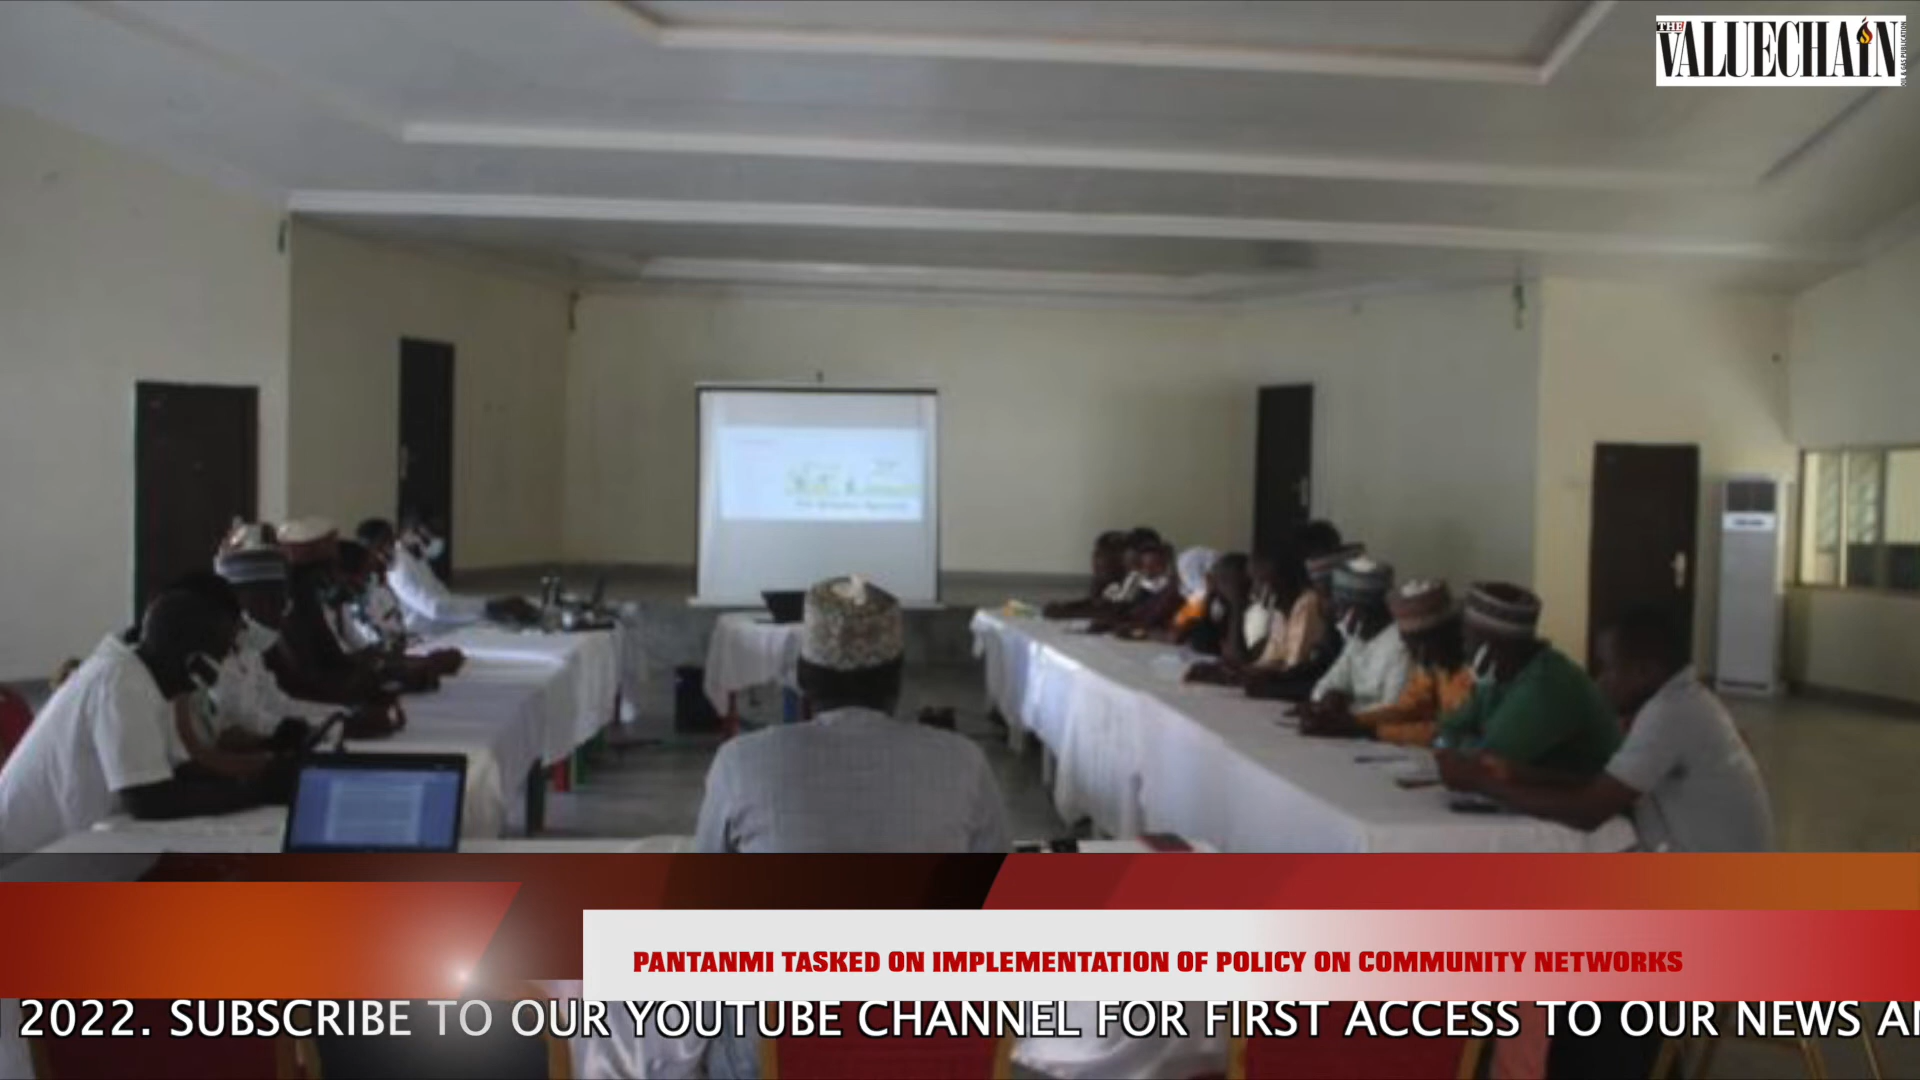 THE
VALUECHAIN
PANTANMI TASKED ON IMPLEMENTATION OF POLICY ON COMMUNITY NETWORKS
2022. SUBSCRIBE TO OUR YOUTUBE CHANNEL FOR FIRST ACCESS TO OUR NEWS